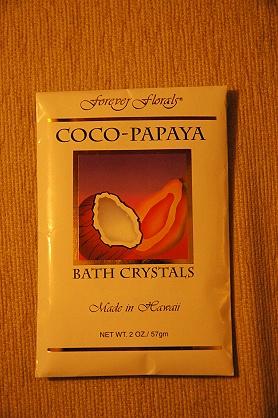 Forever Florals®
COCO-PAPAYA
BATH CRYSTALS
Made in Hawaii
NET WT. 2 OZ./57gm